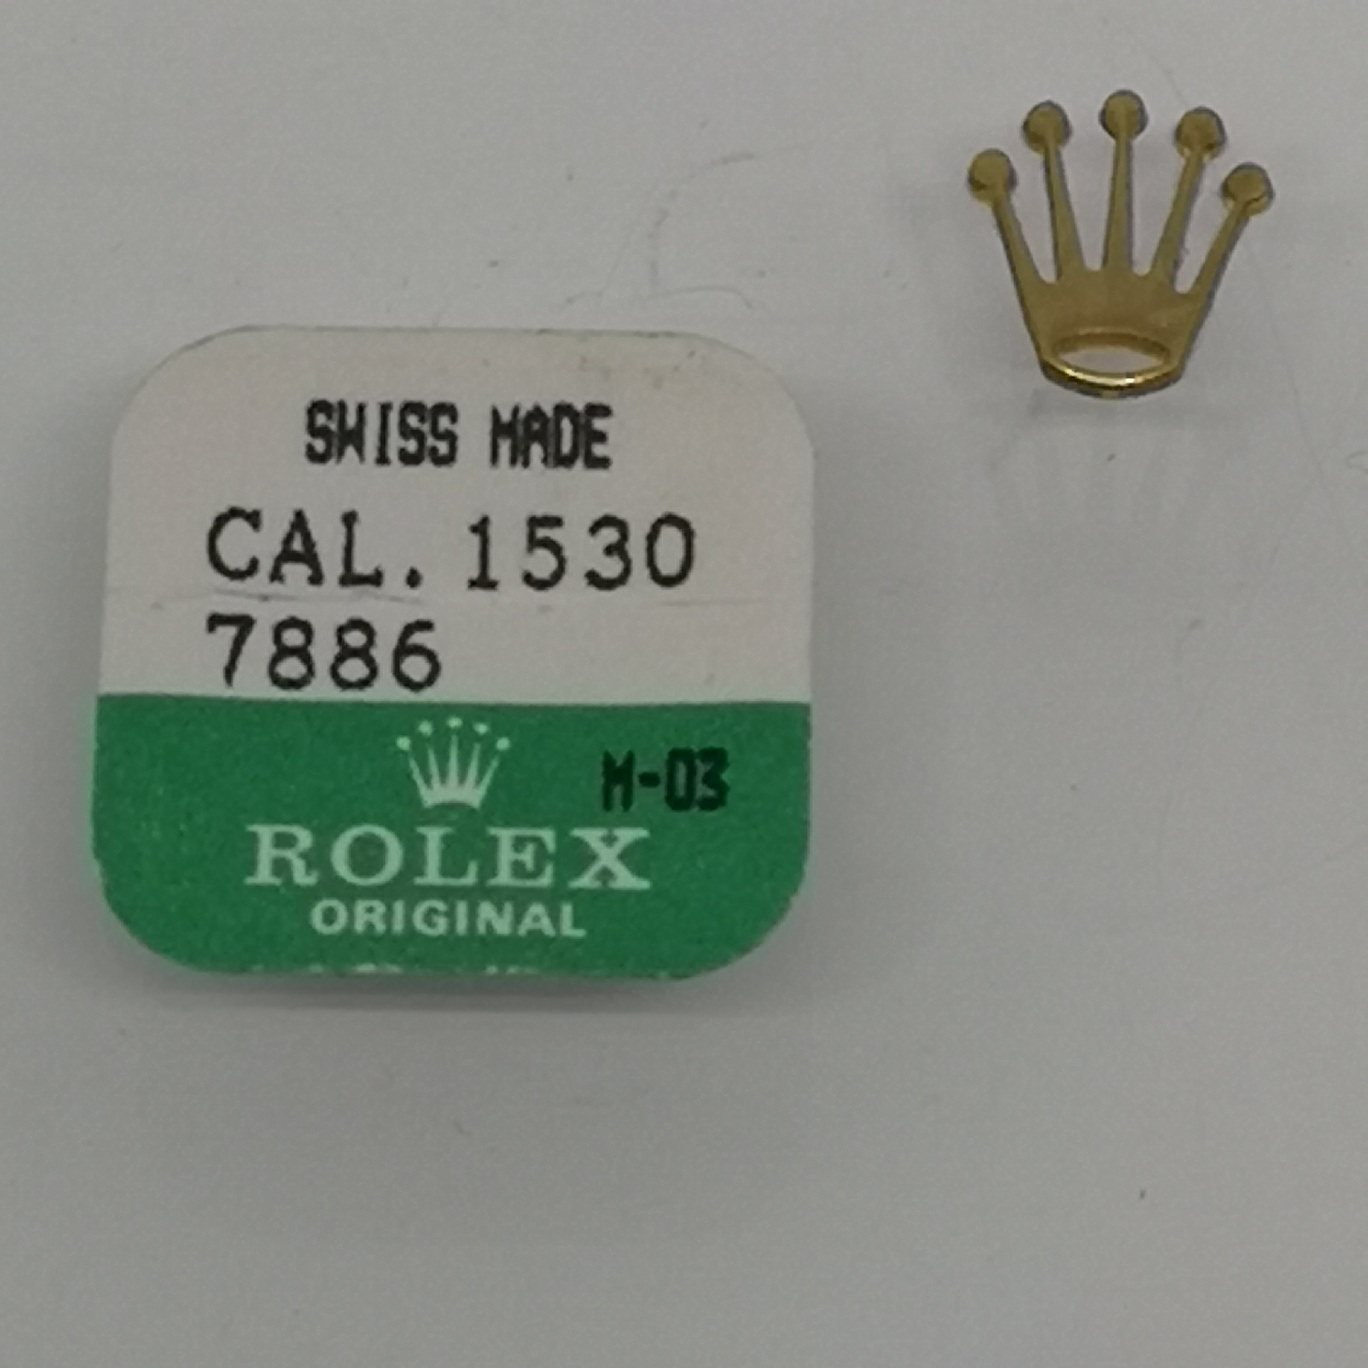 SWISS MADE
CAL. 1530
7886
M-03
ROLEX
ORIGINAL